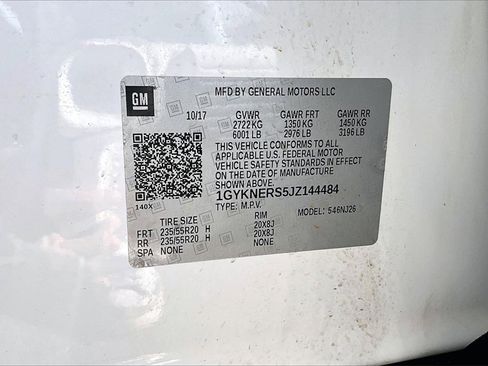 GM
MFD BY GENERAL MOTORS LLC
10/17 GVWR GAWR FRT GAWR RR
2722 KG 1350 KG 1450 KG
6001 LB 2976 LB 3196 LB
THIS VEHICLE CONFORMS TO ALL
APPLICABLE U.S. FEDERAL MOTOR
VEHICLE SAFETY STANDARDS IN EFFECT
ON THE DATE OF MANUFACTURE
SHOWN ABOVE.
1GYKNERS5JZ144484
140X TYPE: M.P.V. MODEL: 546NJ26
TIRE SIZE RIM
FRT 235/55R20 H 20X8J
RR 235/55R20 H 20X8J
SPA NONE NONE